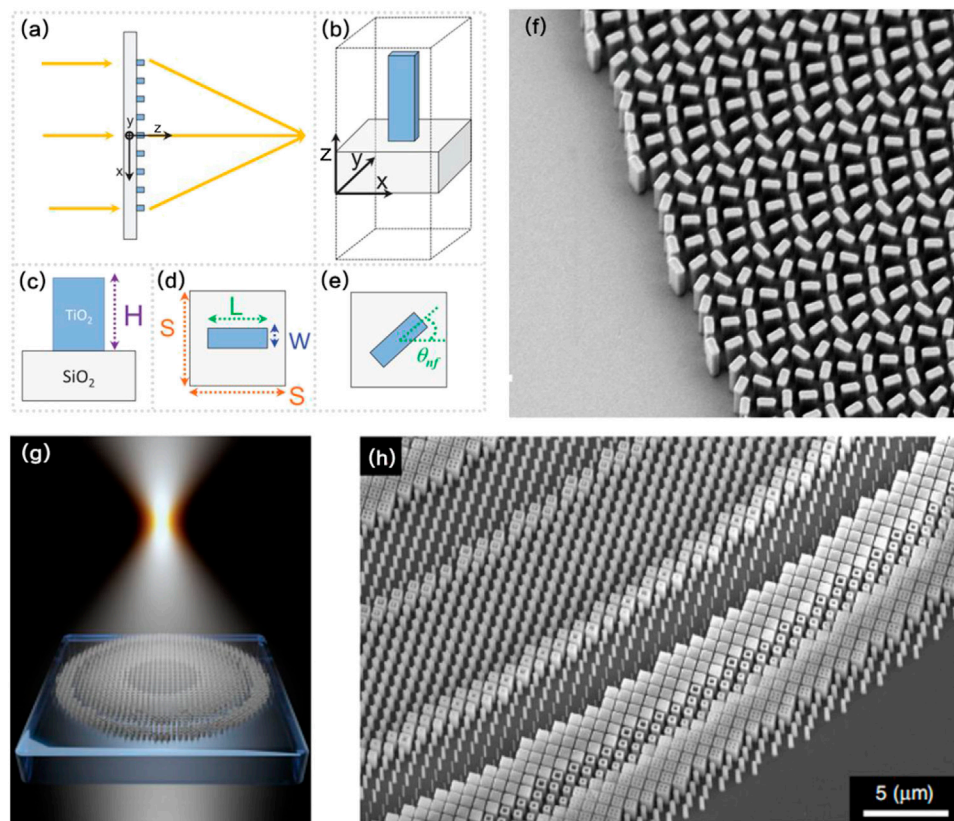 (a)
y
z
x
(b)
z
y
x
(c)
TiO₂
H
SiO₂
(d)
L
S
W
S
(e)
θnf
(f)
(g)
(h)
5 (μm)